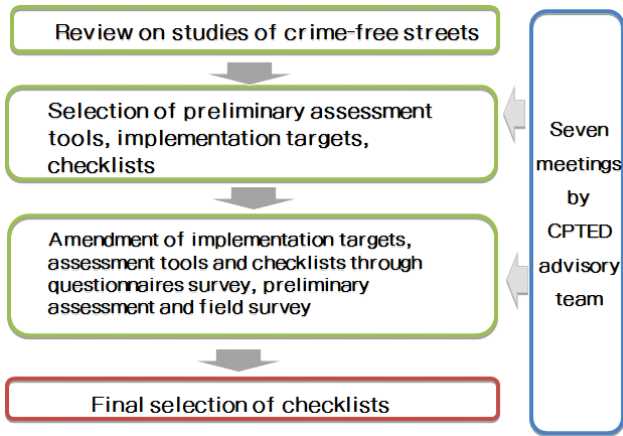 Review on studies of crime-free streets
Selection of preliminary assessment
tools, implementation targets,
checklists
Amendment of implementation targets,
assessment tools and checklists through
questionnaires survey, preliminary
assessment and field survey
Final selection of checklists
Seven
meetings
by
CPTED
advisory
team